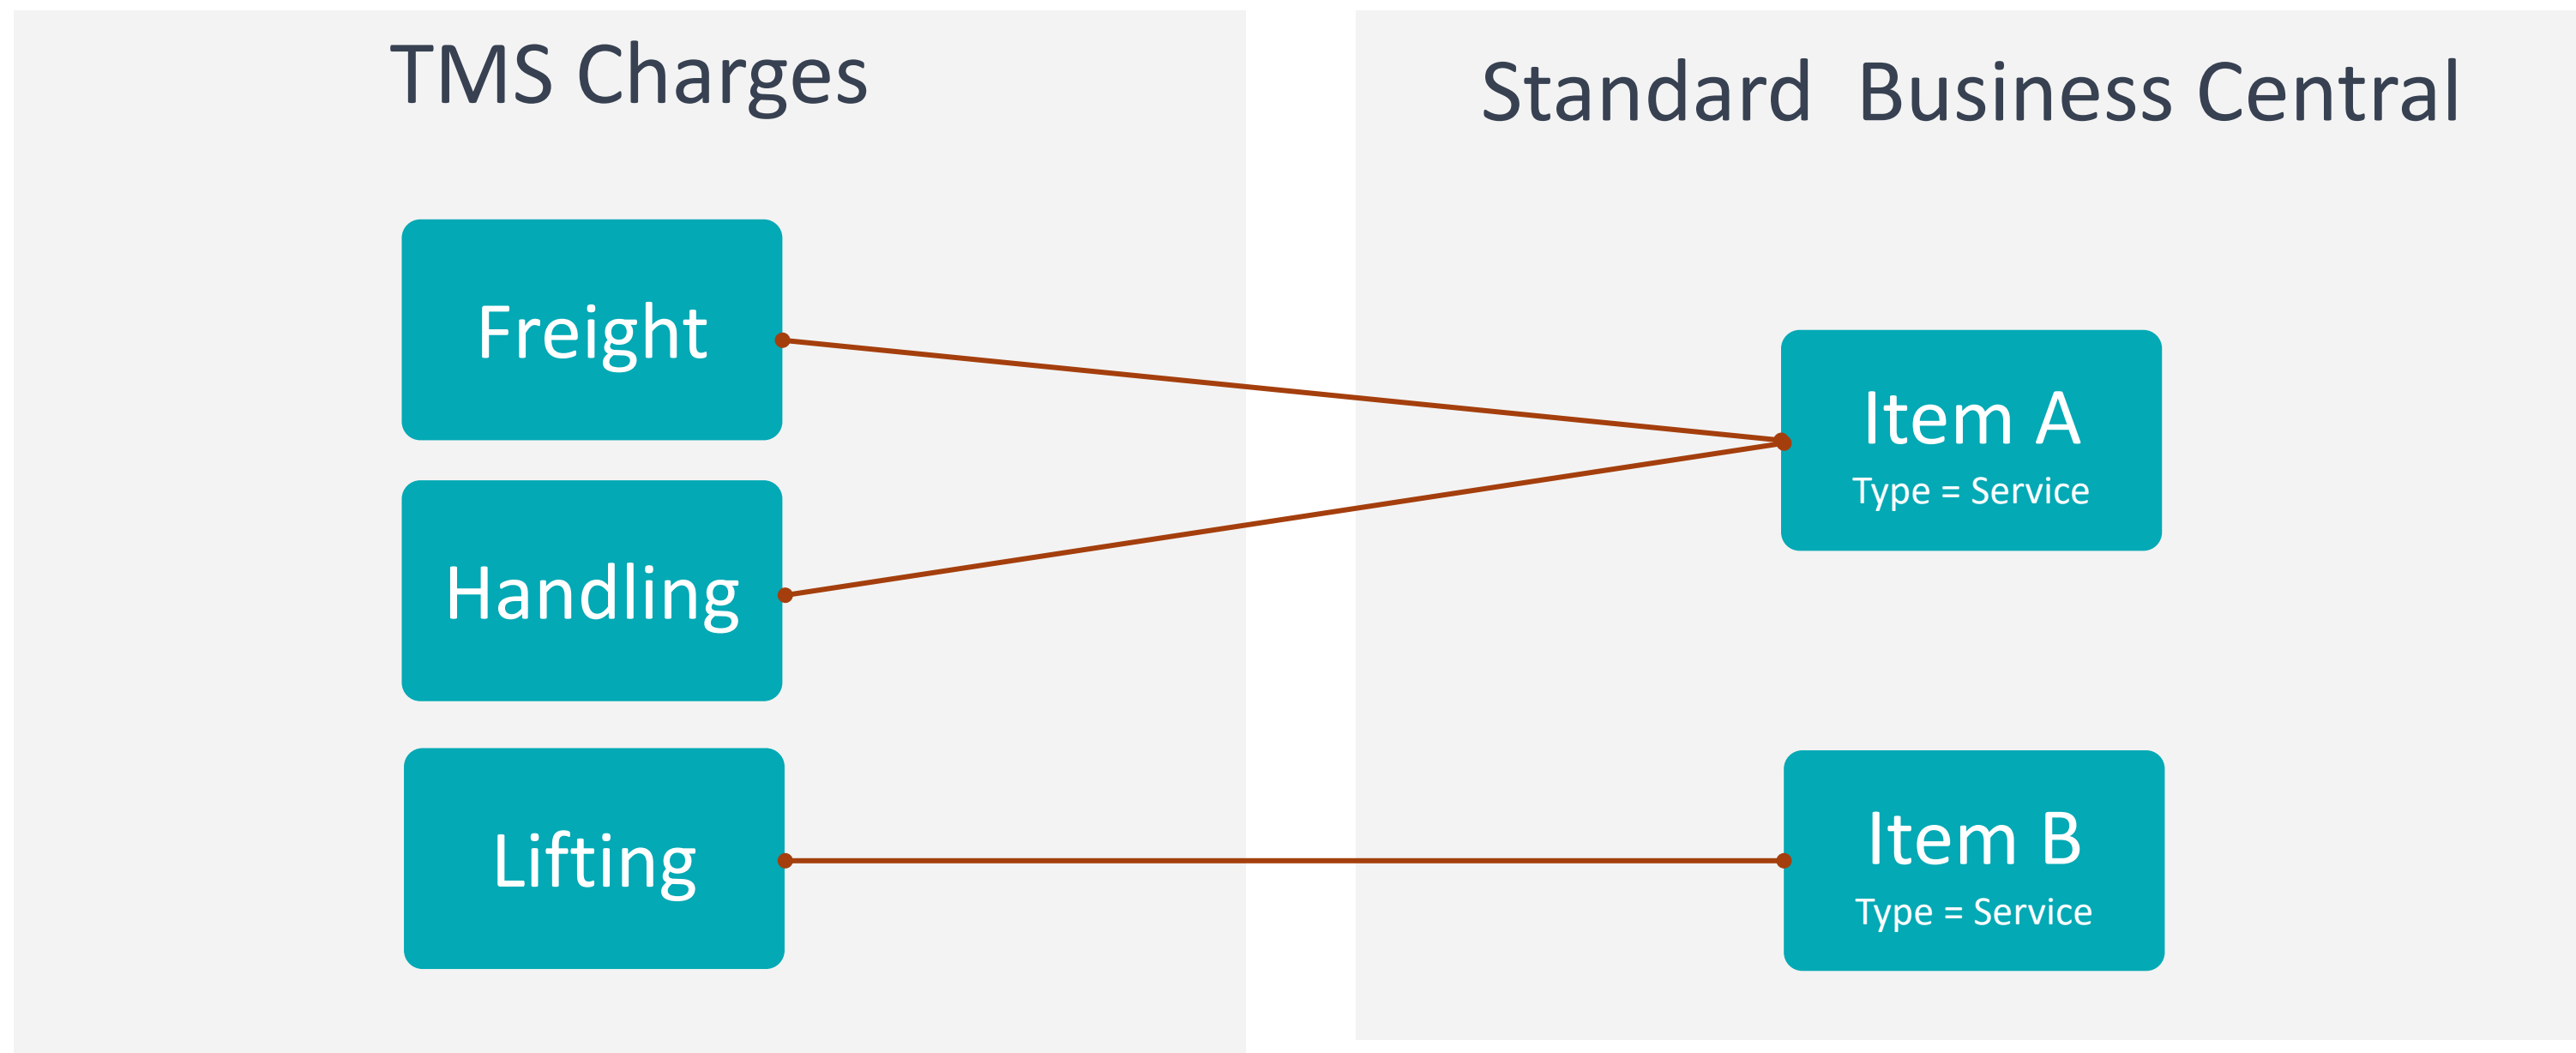 TMS Charges
Freight
Handling
Lifting
Standard  Business Central
Item A
Type = Service
Item B
Type = Service